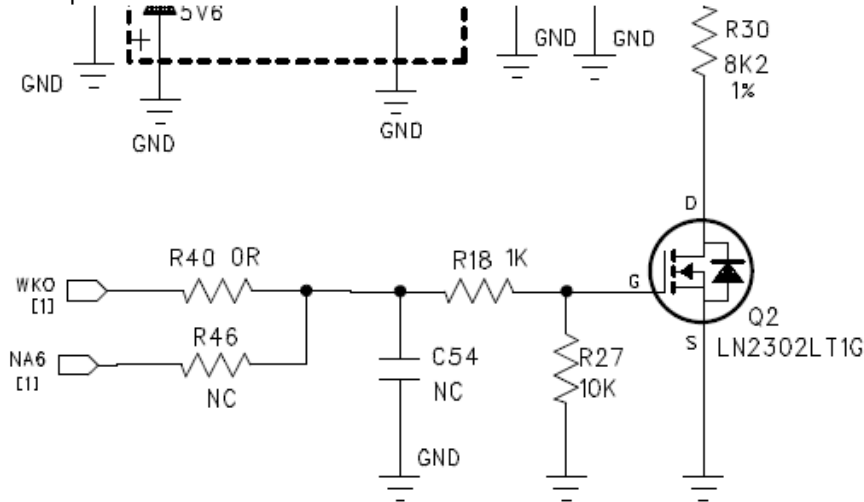 5V6
R30
8K2
1%
GND
GND
GND
GND
GND
D
R40 0R
R18 1K
WKO
[1]
G
R46
NA6
[1]
NC
C54
NC
R27
10K
Q2
LN2302LT1G
S
GND